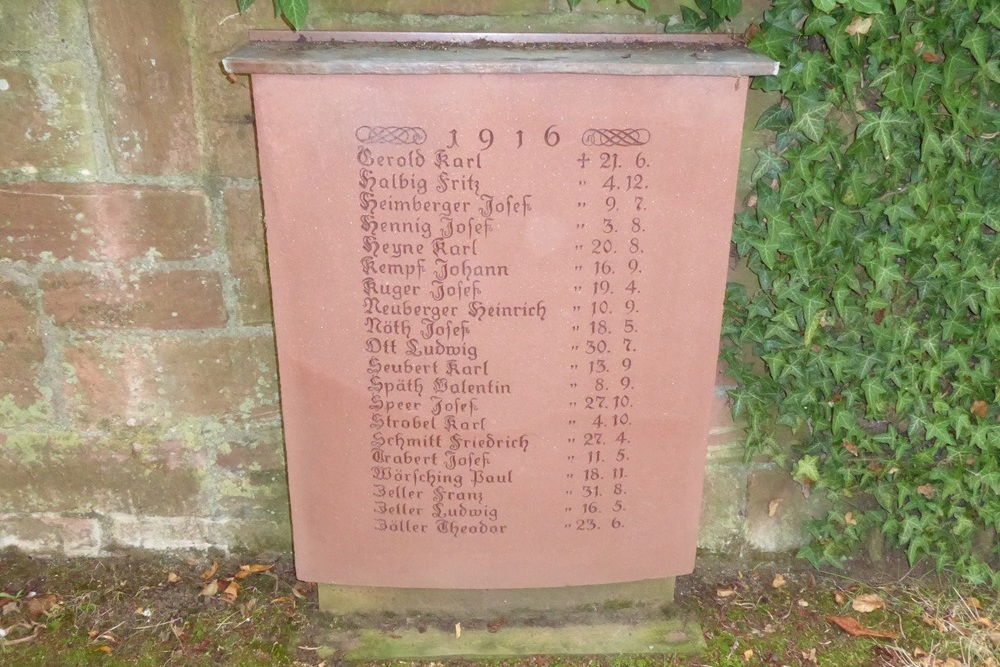 1916
Gerold Karl ✝ 21. 6.
Halbig Fritz " 4. 12.
Heimberger Josef " 9. 7.
Hennig Josef " 3. 8.
Heyne Karl " 20. 8.
Kempf Johann " 16. 9.
Kuger Josef " 19. 4.
Neuberger Heinrich " 10. 9.
Nöth Josef " 18. 5.
Ott Ludwig " 30. 7.
Seubert Karl " 13. 9
Späth Valentin " 8. 9.
Speer Josef " 27. 10.
Strobel Karl " 4. 10.
Schmitt Friedrich " 27. 4.
Trabert Josef " 11. 5.
Wörsching Paul " 18. 11.
Zeller Franz " 31. 8.
Zeller Ludwig " 16. 5.
Zöller Theodor " 23. 6.